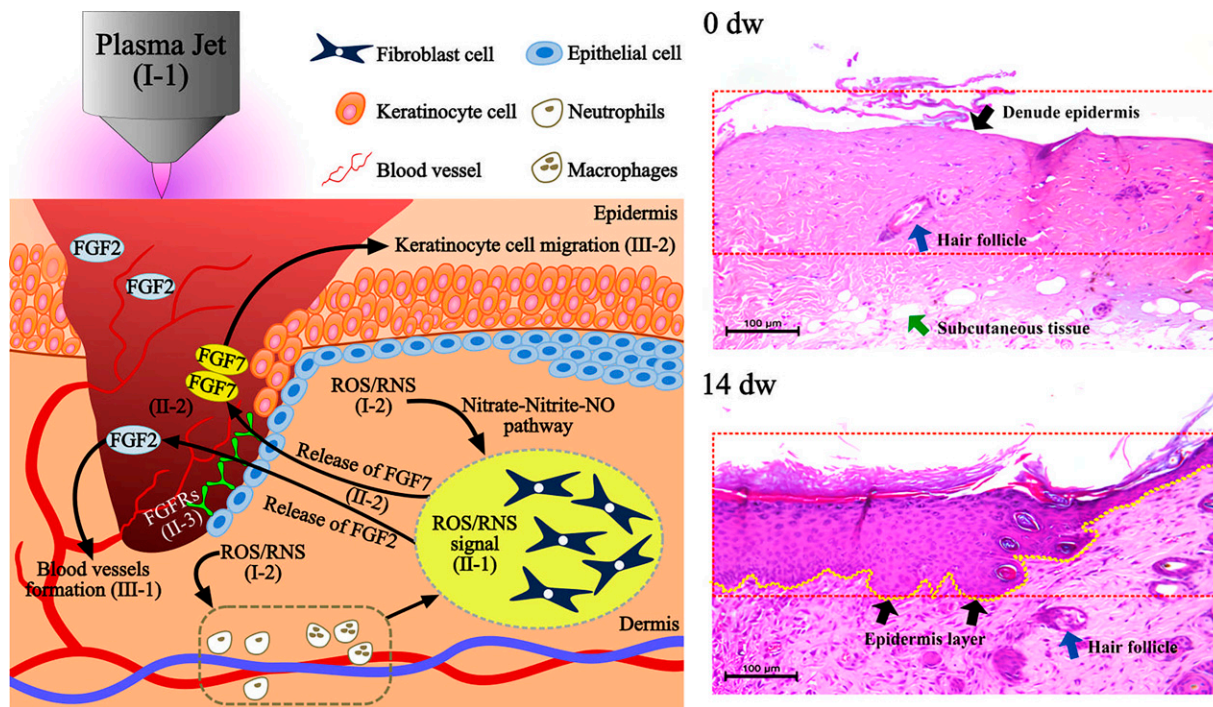 Plasma Jet
(I-1)
Fibroblast cell
Epithelial cell
Keratinocyte cell
Neutrophils
Blood vessel
Macrophages
Epidermis
FGF2
Keratinocyte cell migration (III-2)
FGF2
FGF7
FGF7
(II-2)
ROS/RNS
(I-2)
Nitrate-Nitrite-NO
pathway
FGF2
Release of FGF7
(II-2)
Release of FGF2
FGFRs
(II-3)
ROS/RNS
signal
(II-1)
ROS/RNS
(I-2)
Blood vessels
formation (III-1)
Dermis
0 dw
Denude epidermis
Hair follicle
Subcutaneous tissue
100 μm
14 dw
Epidermis layer
Hair follicle
100 μm